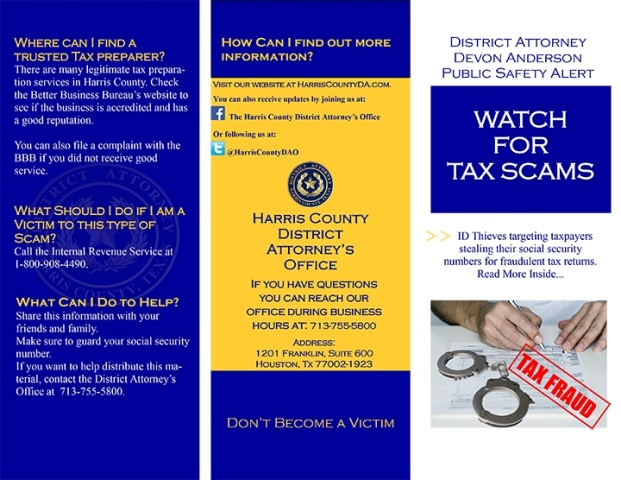 WHERE CAN I FIND A
TRUSTED TAX PREPARER?
There are many legitimate tax prepara-
tion services in Harris County. Check
the Better Business Bureau's website to
see if the business is accredited and has
a good reputation.
You can also file a complaint with the
BBB if you did not receive good
service.
WHAT SHOULD I DO IF I AM A
VICTIM TO THIS TYPE OF
SCAM?
Call the Internal Revenue Service at
1-800-908-4490.
WHAT CAN I DO TO HELP?
Share this information with your
friends and family.
Make sure to guard your social security
number.
If you want to help distribute this ma-
terial, contact the District Attorney's
Office at 713-755-5800.
HOW CAN I FIND OUT MORE
INFORMATION?
VISIT OUR WEBSITE AT HARRISCOUNTYDA.COM.
You can also receive updates by joining us at:
The Harris County District Attorney's Office
Or following us at:
@HarrisCountyDAO
HARRIS COUNTY
DISTRICT
ATTORNEY'S
OFFICE
IF YOU HAVE QUESTIONS
YOU CAN REACH OUR
OFFICE DURING BUSINESS
HOURS AT: 713-755-5800
ADDRESS:
1201 FRANKLIN, SUITE 600
HOUSTON, TX 77002-1923
DON'T BECOME A VICTIM
DISTRICT ATTORNEY
DEVON ANDERSON
PUBLIC SAFETY ALERT
WATCH
FOR
TAX SCAMS
ID Thieves targeting taxpayers
stealing their social security
numbers for fraudulent tax returns.
Read More Inside...
TAX FRAUD